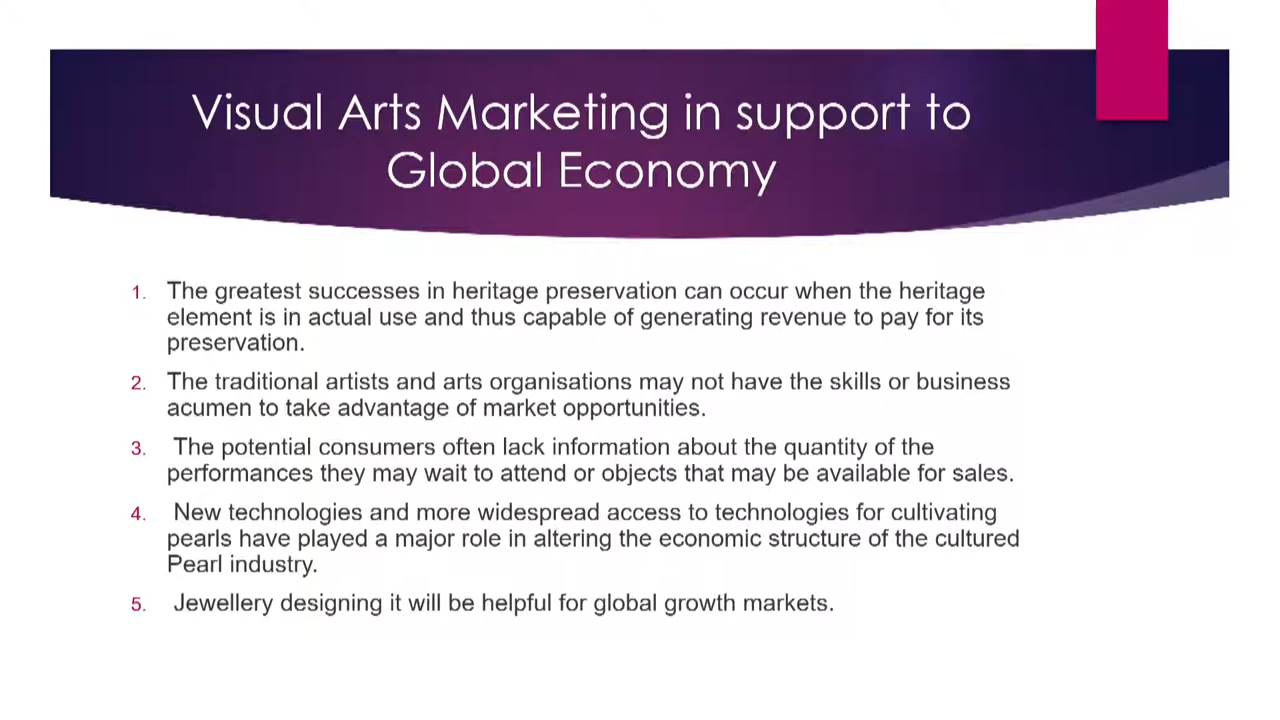 Visual Arts Marketing in support to
Global Economy
1. The greatest successes in heritage preservation can occur when the heritage
element is in actual use and thus capable of generating revenue to pay for its
preservation.
2. The traditional artists and arts organisations may not have the skills or business
acumen to take advantage of market opportunities.
3. The potential consumers often lack information about the quantity of the
performances they may wait to attend or objects that may be available for sales.
4. New technologies and more widespread access to technologies for cultivating
pearls have played a major role in altering the economic structure of the cultured
Pearl industry.
5. Jewellery designing it will be helpful for global growth markets.